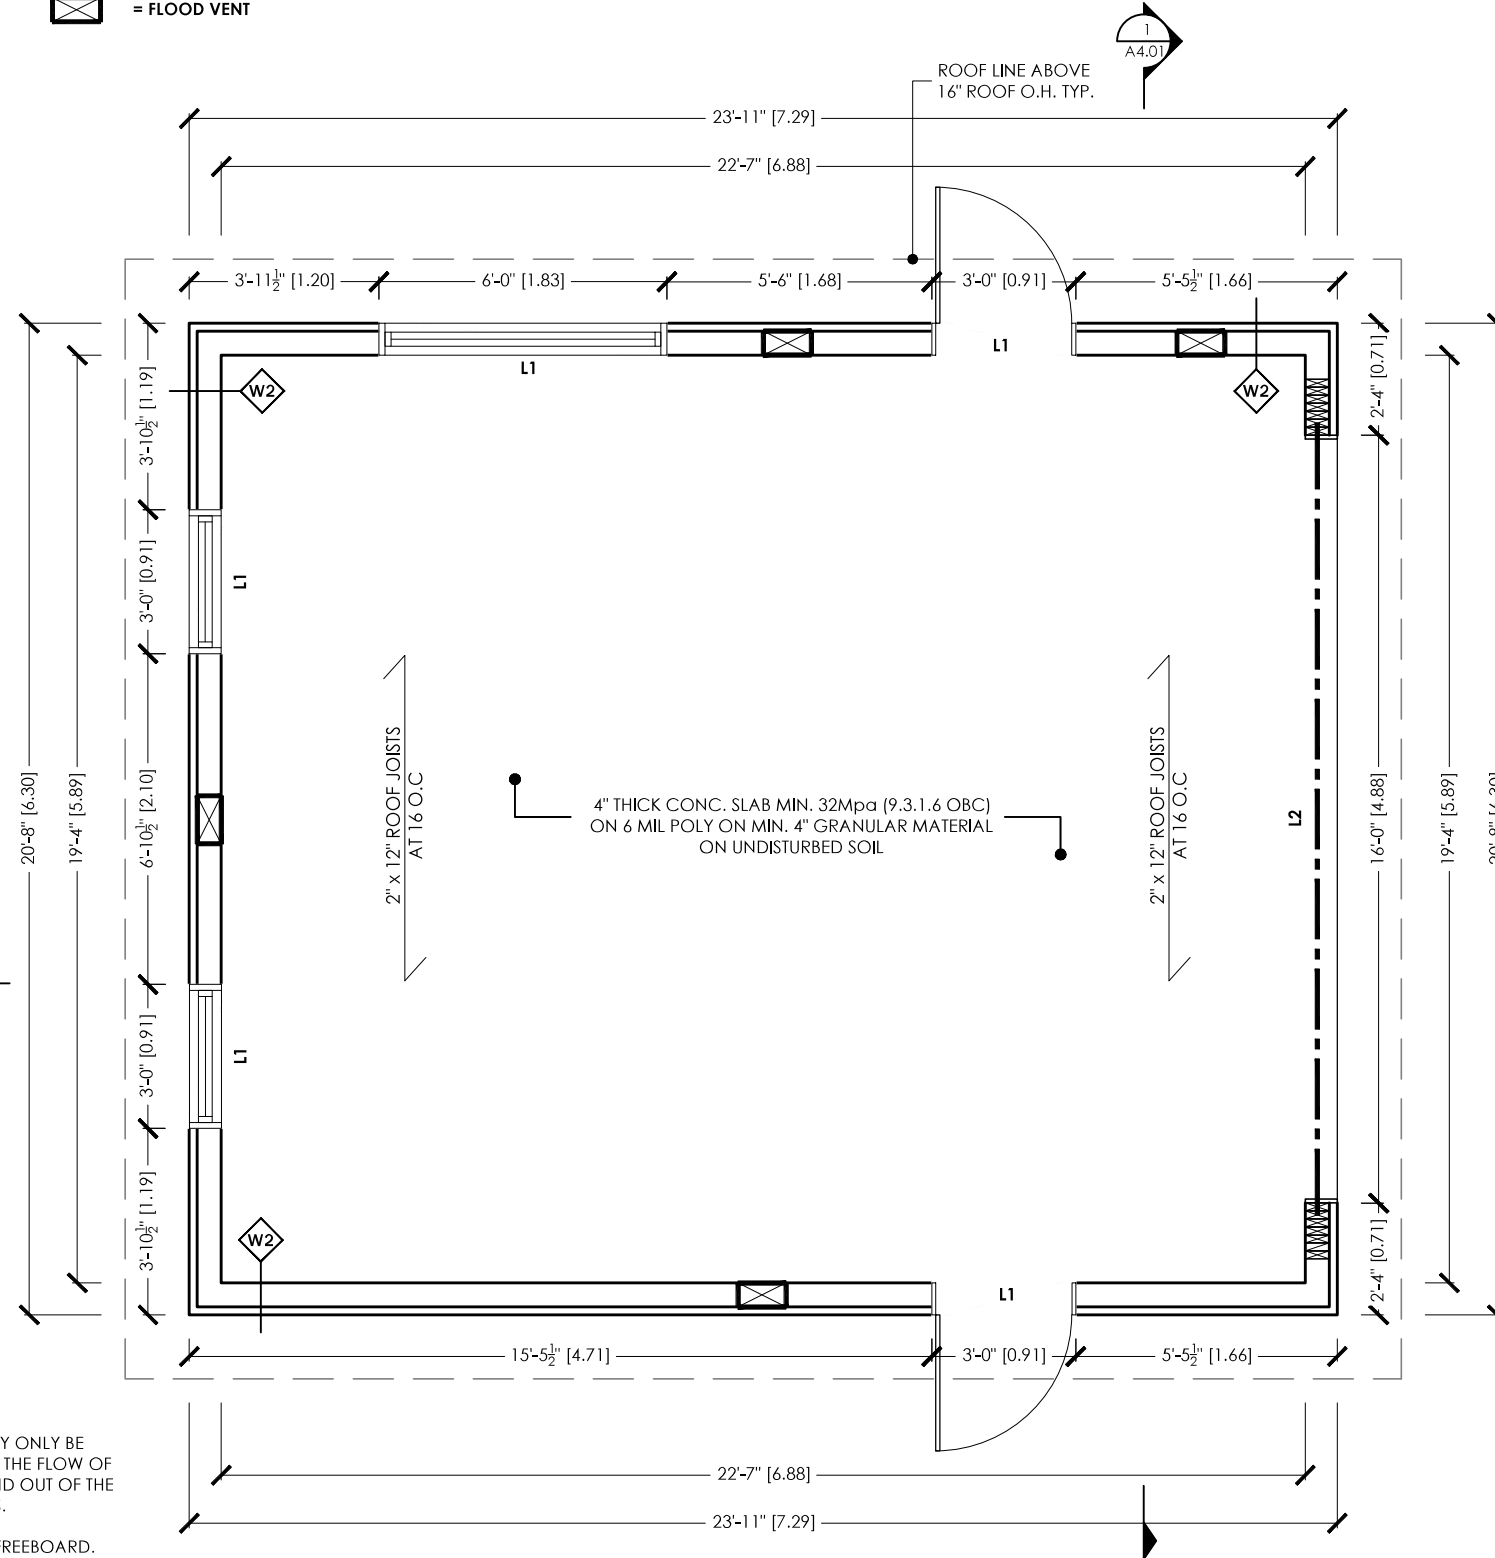 = FLOOD VENT
1
A4.01
ROOF LINE ABOVE
16" ROOF O.H. TYP.
23'-11" [7.29]
22'-7" [6.88]
3'-11½" [1.20]
6'-0" [1.83]
5'-6" [1.68]
3'-0" [0.91]
5'-5½" [1.66]
L1
L1
W2
W2
3'-10½" [1.19]
2'-4" [0.71]
3'-0" [0.91]
L1
20'-8" [6.30]
19'-4" [5.89]
6'-10½" [2.10]
2" x 12" ROOF JOISTS
AT 16 O.C
4" THICK CONC. SLAB MIN. 32Mpa (9.3.1.6 OBC)
ON 6 MIL POLY ON MIN. 4" GRANULAR MATERIAL
ON UNDISTURBED SOIL
2" x 12" ROOF JOISTS
AT 16 O.C
L2
16'-0" [4.88]
19'-4" [5.89]
3'-0" [0.91]
L1
3'-10½" [1.19]
W2
L1
2'-4" [0.71]
15'-5½" [4.71]
3'-0" [0.91]
5'-5½" [1.66]
22'-7" [6.88]
23'-11" [7.29]
Y ONLY BE
THE FLOW OF
D OUT OF THE
FREEBOARD.